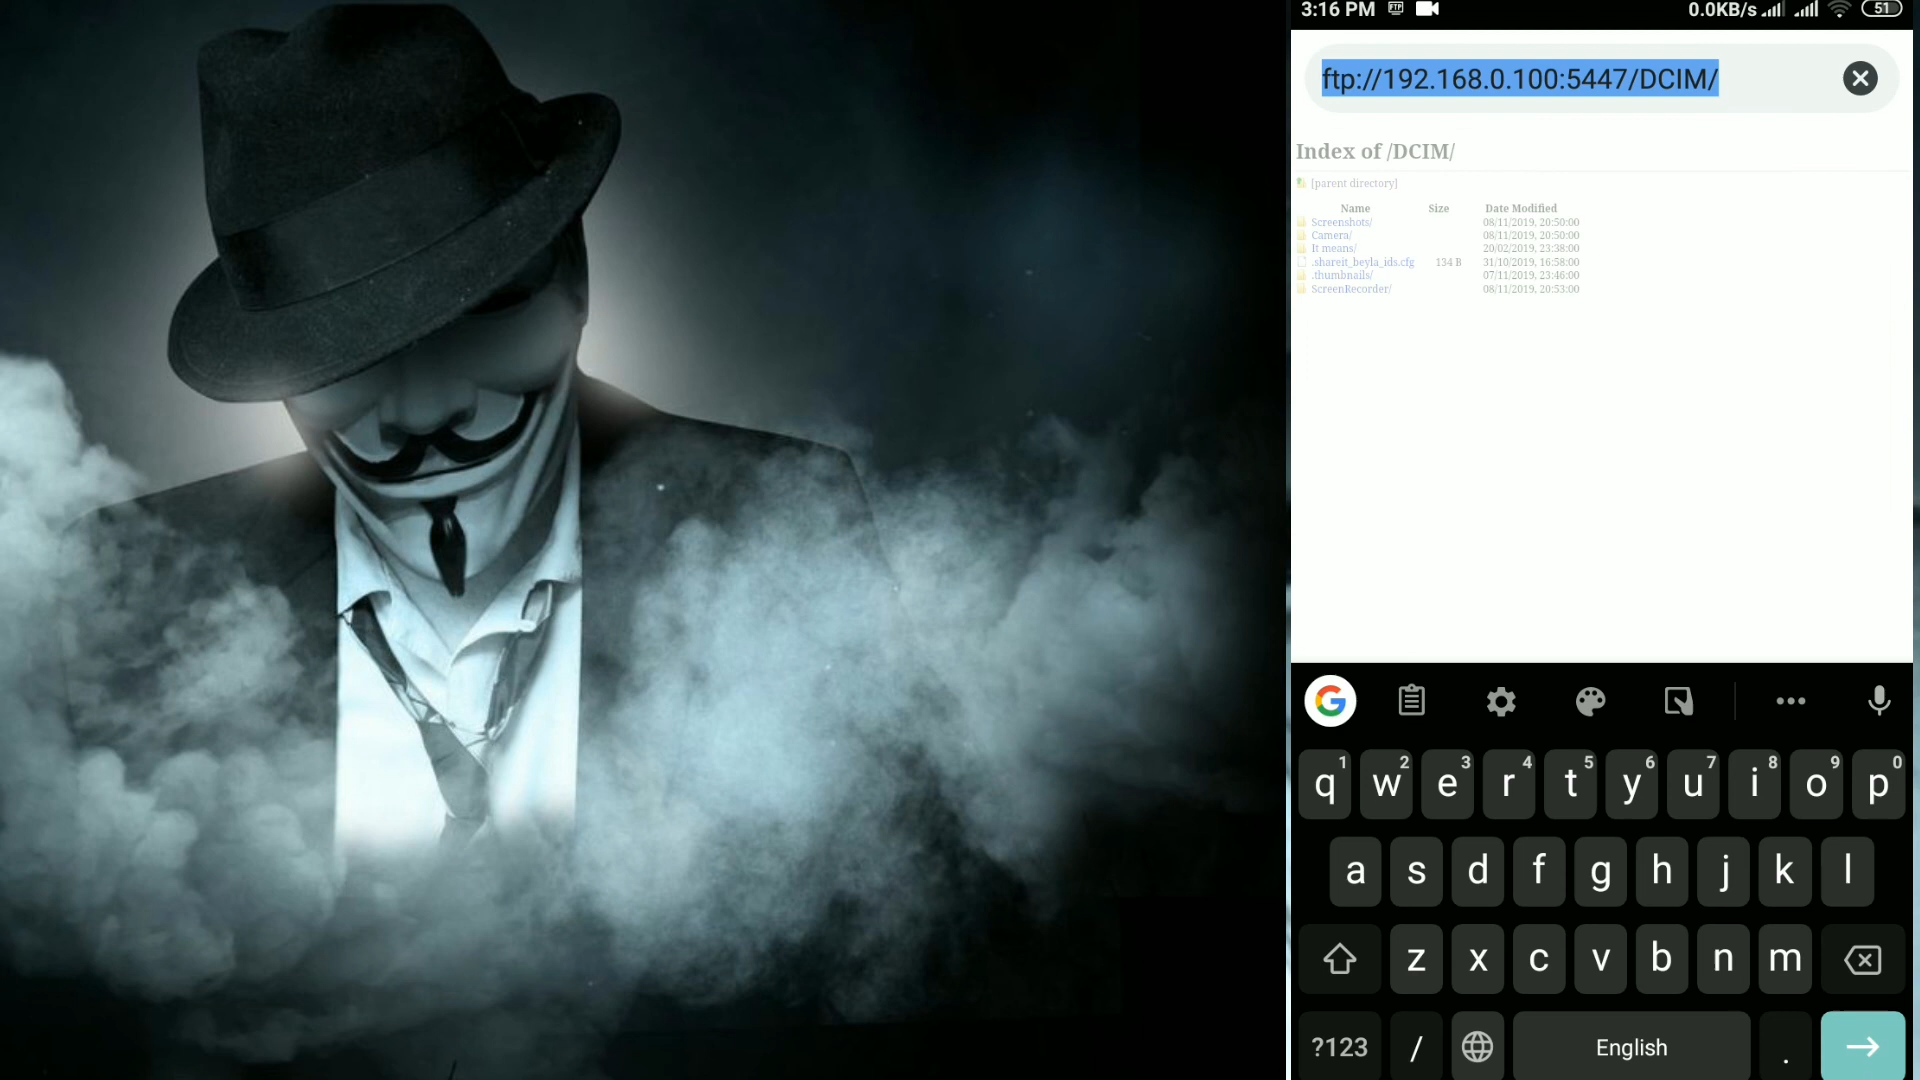 3:16 PM FTP 0.0KB/s 51
ftp://192.168.0.100:5447/DCIM/
Index of /DCIM/
[parent directory]
Name Size Date Modified
Screenshots/ 08/11/2019, 20:50:00
Camera/ 08/11/2019, 20:50:00
It means/ 20/02/2019, 23:38:00
.shareit_beyla_ids.cfg 134 B 31/10/2019, 16:58:00
.thumbnails/ 07/11/2019, 23:46:00
ScreenRecorder/ 08/11/2019, 20:53:00
G
1 2 3 4 5 6 7 8 9 0
q w e r t y u i o p
a s d f g h j k l
z x c v b n m
?123 / English .